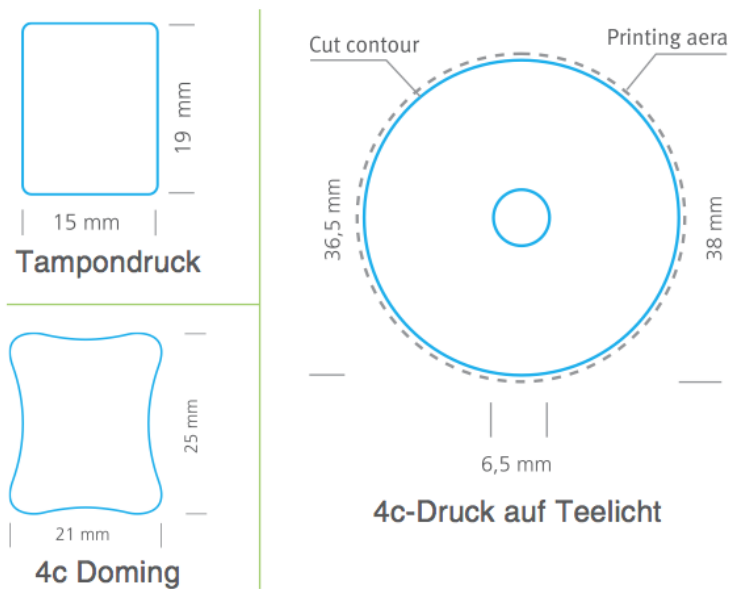 19 mm
15 mm
Tampondruck
25 mm
21 mm
4c Doming
Cut contour
Printing aera
36,5 mm
38 mm
6,5 mm
4c-Druck auf Teelicht